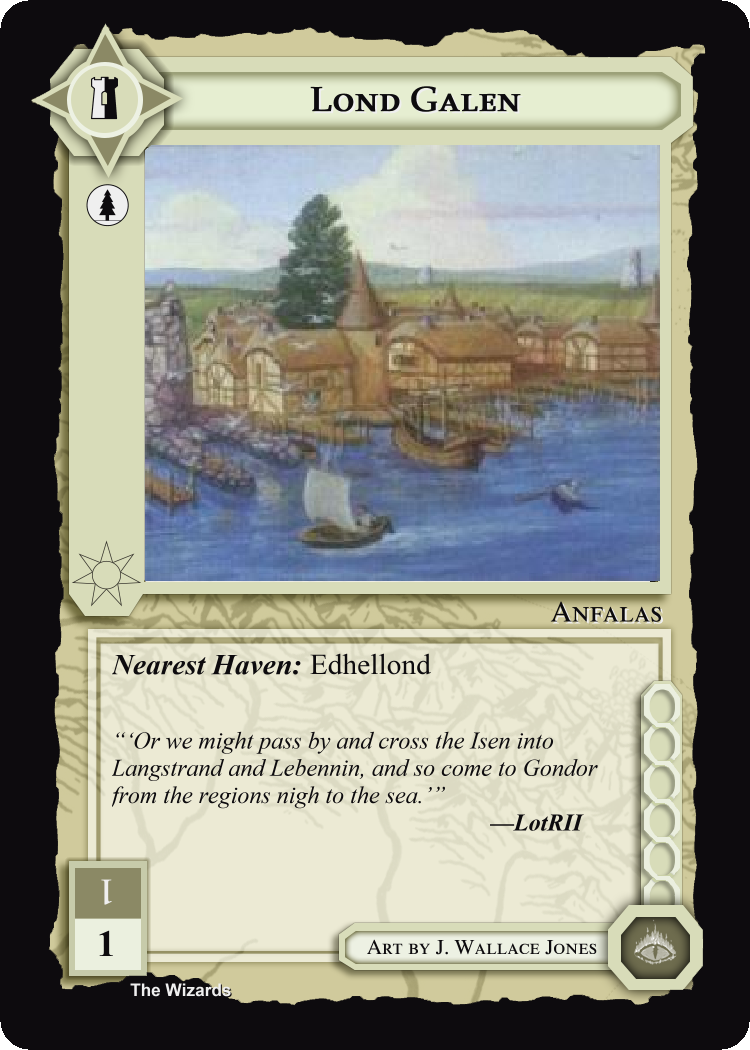 Lond Galen
Anfalas
Nearest Haven: Edhellond
“‘Or we might pass by and cross the Isen into
Langstrand and Lebennin, and so come to Gondor
from the regions nigh to the sea.’”
—LotRII
I
1
Art by J. Wallace Jones
The Wizards